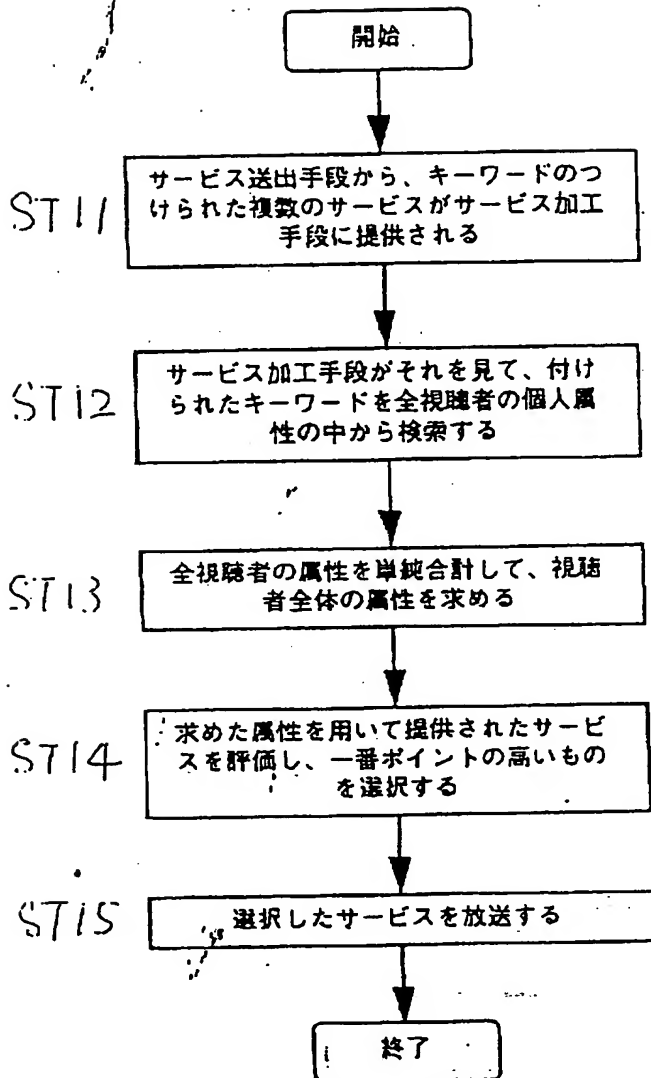 開始
ST11
サービス送出手段から、キーワードのつ
けられた複数のサービスがサービス加工
手段に提供される
ST12
サービス加工手段がそれを見て、付け
られたキーワードを全視聴者の個人属
性の中から検索する
ST13
全視聴者の属性を単純合計して、視聴
者全体の属性を求める
ST14
求めた属性を用いて提供されたサービ
スを評価し、一番ポイントの高いもの
を選択する
ST15
選択したサービスを放送する
終了